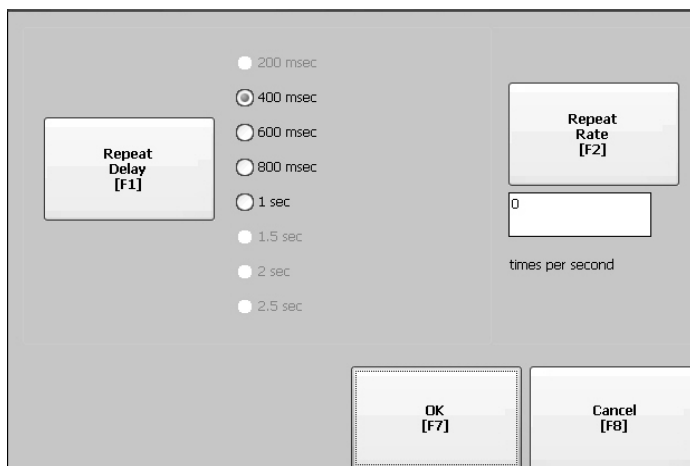 Repeat
Delay
[F1]
200 msec
400 msec
600 msec
800 msec
1 sec
1.5 sec
2 sec
2.5 sec
Repeat
Rate
[F2]
0
times per second
OK
[F7]
Cancel
[F8]